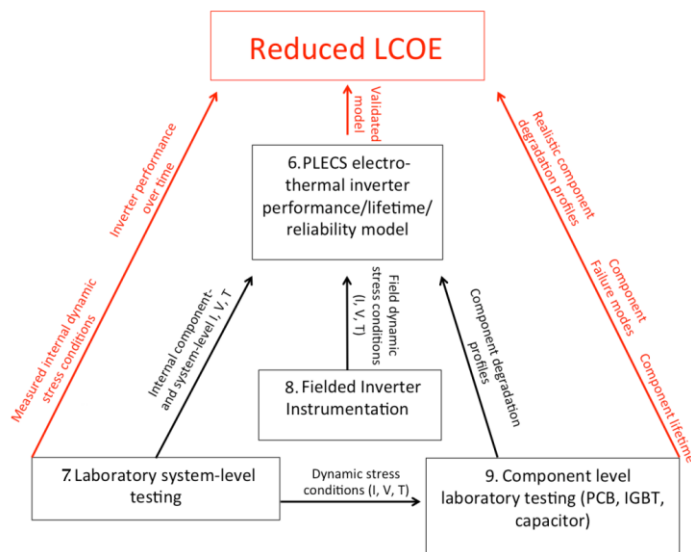 Reduced LCOE
Validated
model
Inverter performance
over time
Measured internal dynamic
stress conditions
Realistic component
degradation profiles
Component
Failure modes
Component lifetime
6. PLECS electro-
thermal inverter
performance/lifetime/
reliability model
Internal component-
and system-level I, V, T
Field dynamic
stress conditions
(I, V, T)
Component degradation
profiles
8. Fielded Inverter
Instrumentation
7. Laboratory system-level
testing
Dynamic stress
conditions (I, V, T)
9. Component level
laboratory testing (PCB, IGBT,
capacitor)